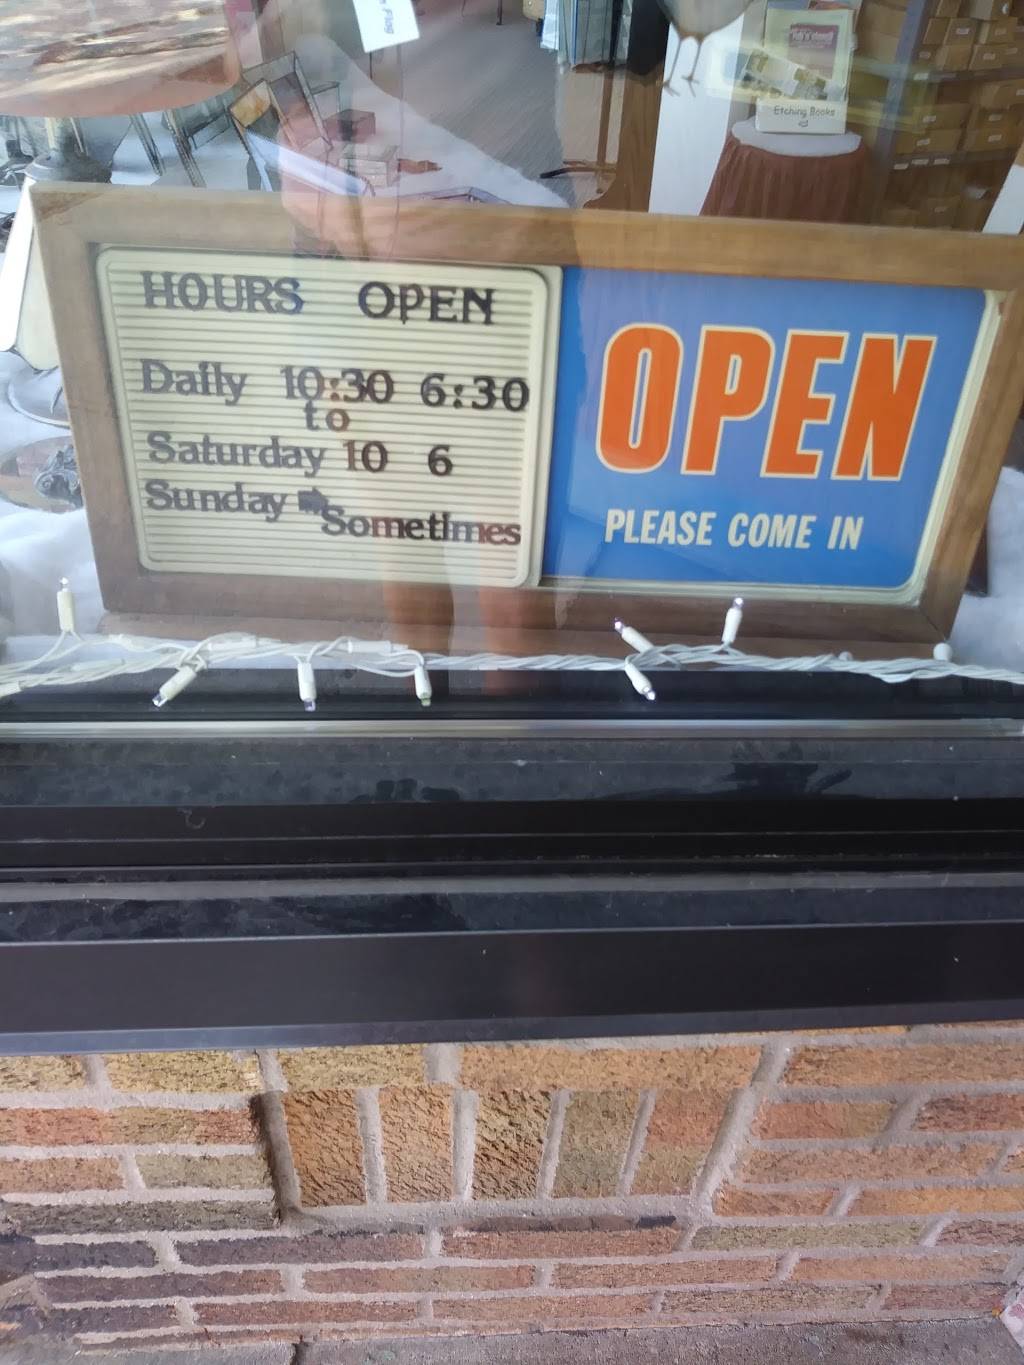 Etching Books
HOURS OPEN
Daily 10:30 6:30
to
Saturday 10 6
Sunday ➡ Sometimes
OPEN
PLEASE COME IN